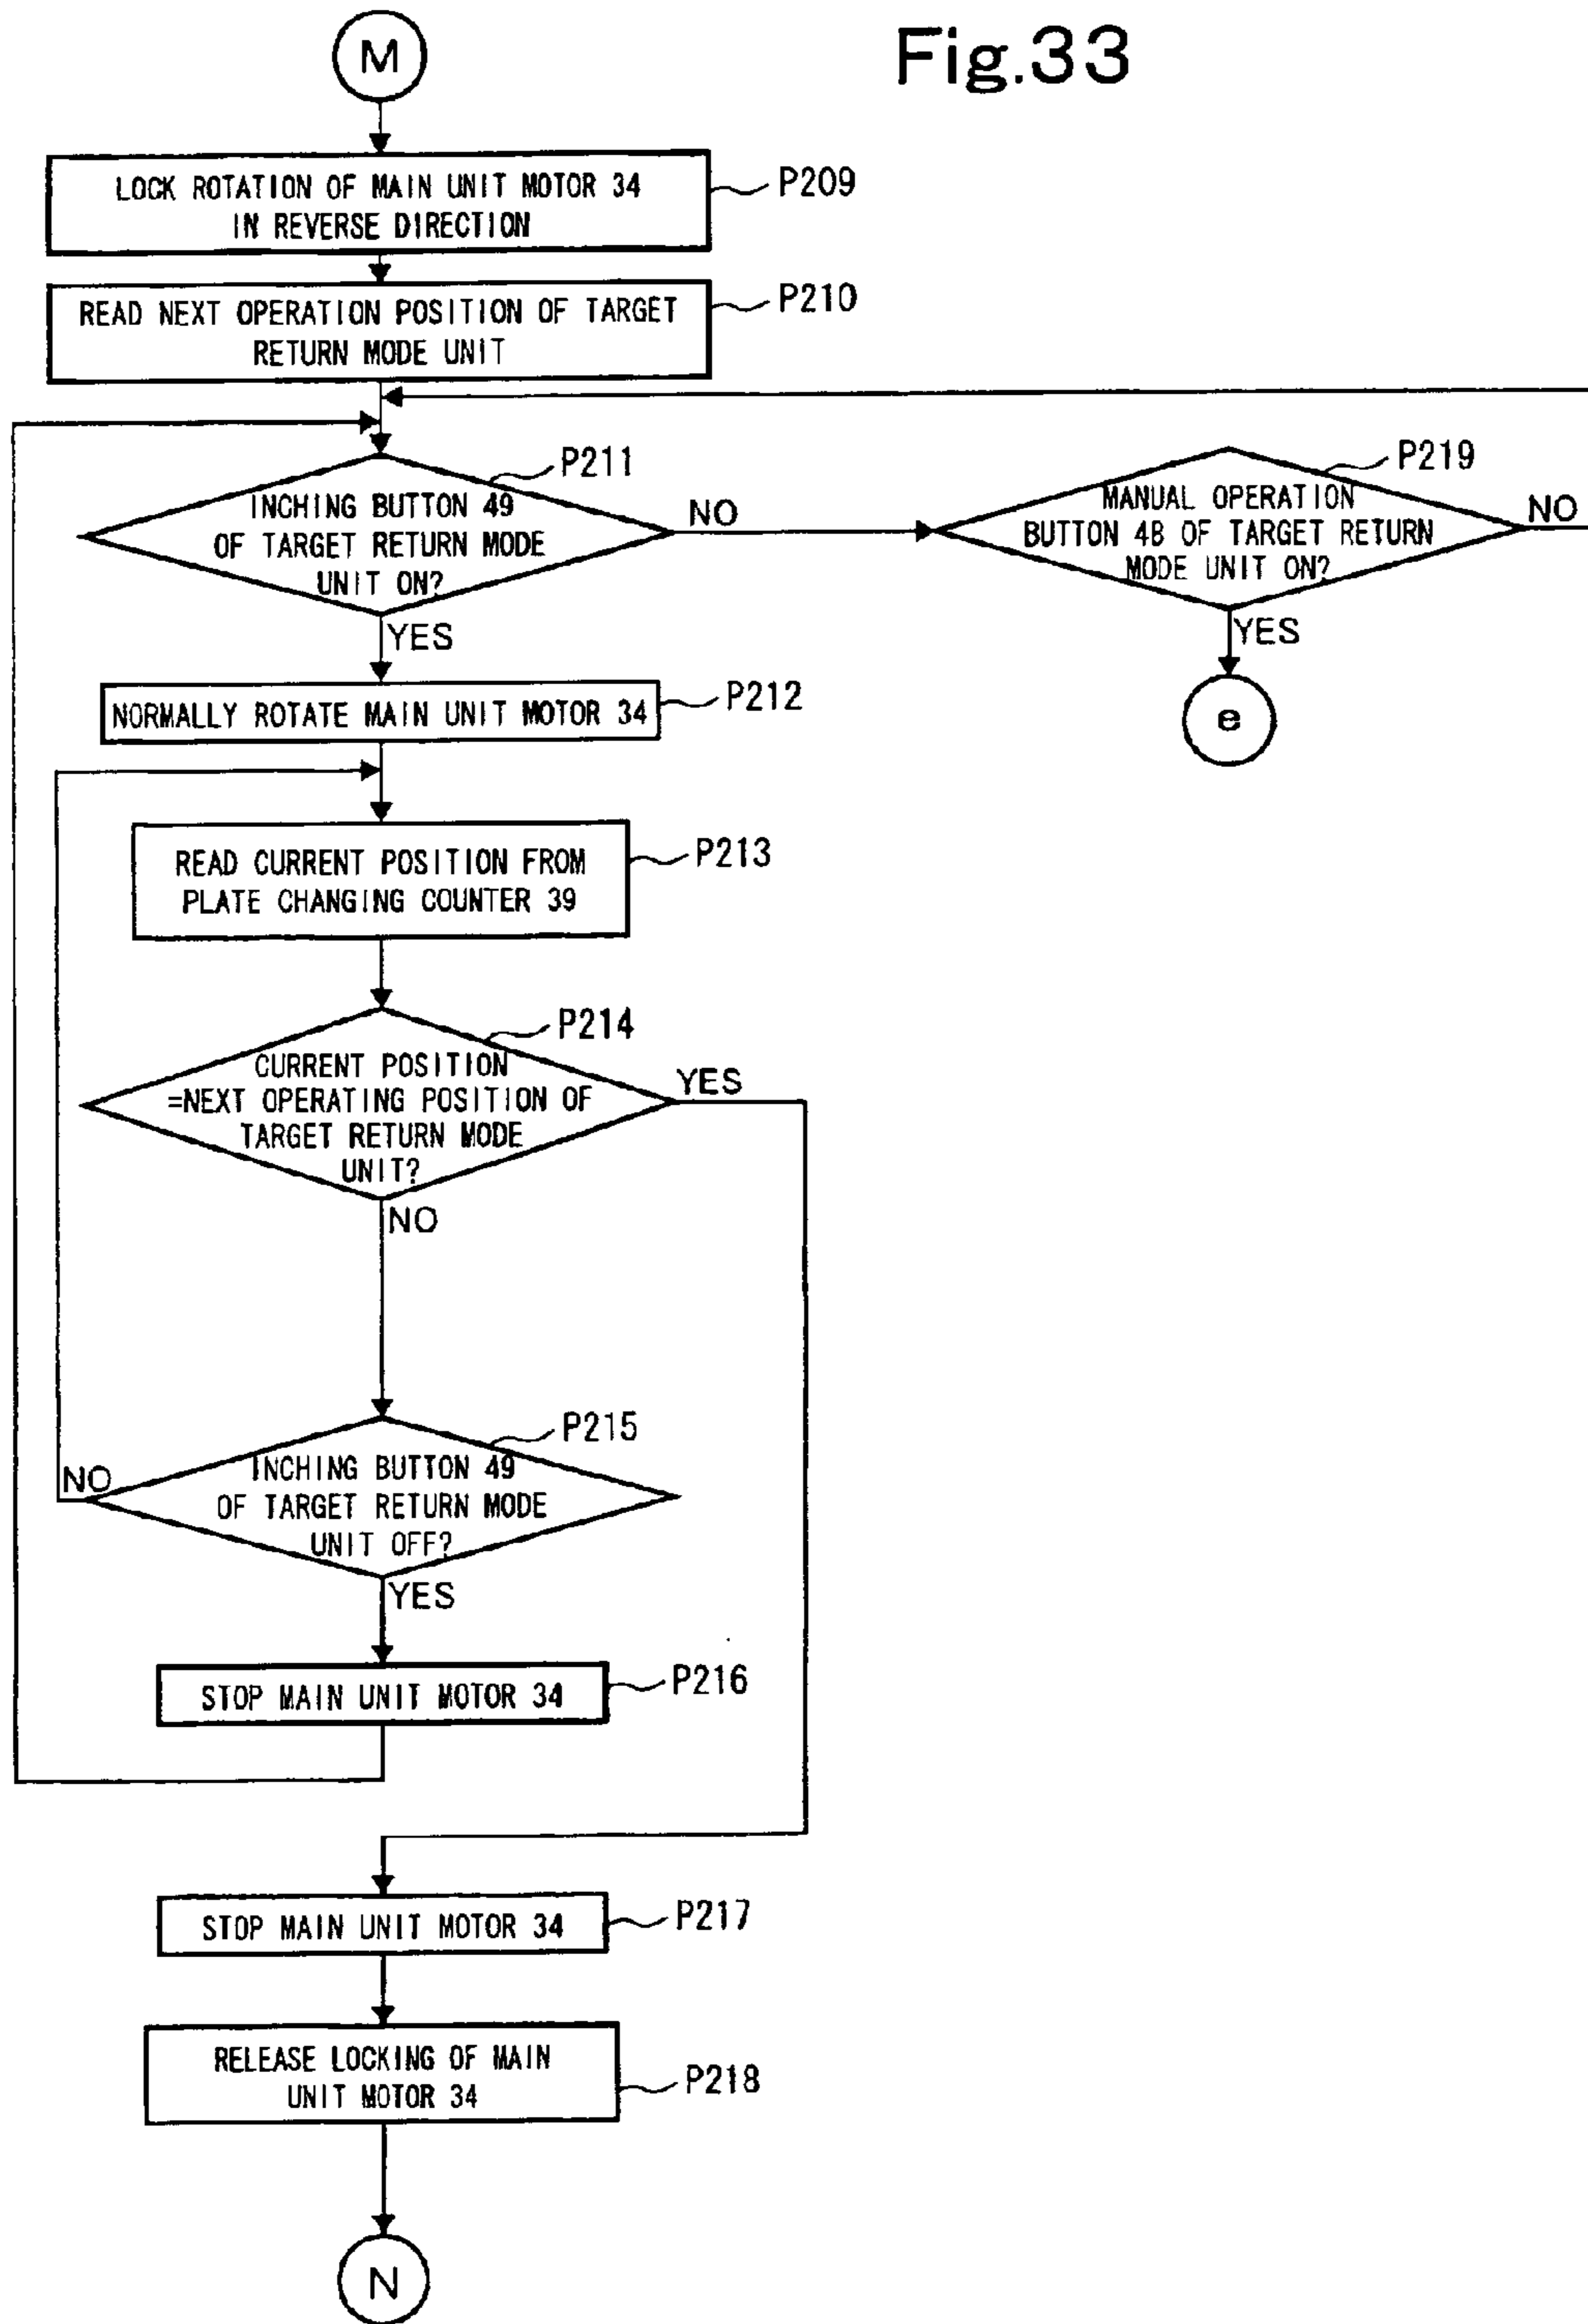 Fig.33
M
LOCK ROTATION OF MAIN UNIT MOTOR 34
IN REVERSE DIRECTION
P209
READ NEXT OPERATION POSITION OF TARGET
RETURN MODE UNIT
P210
P211
INCHING BUTTON 49
OF TARGET RETURN MODE
UNIT ON?
NO
YES
P219
MANUAL OPERATION
BUTTON 48 OF TARGET RETURN
MODE UNIT ON?
NO
YES
e
NORMALLY ROTATE MAIN UNIT MOTOR 34
P212
READ CURRENT POSITION FROM
PLATE CHANGING COUNTER 39
P213
P214
CURRENT POSITION
=NEXT OPERATING POSITION OF
TARGET RETURN MODE
UNIT?
YES
NO
P215
INCHING BUTTON 49
OF TARGET RETURN MODE
UNIT OFF?
NO
YES
STOP MAIN UNIT MOTOR 34
P216
STOP MAIN UNIT MOTOR 34
P217
RELEASE LOCKING OF MAIN
UNIT MOTOR 34
P218
N